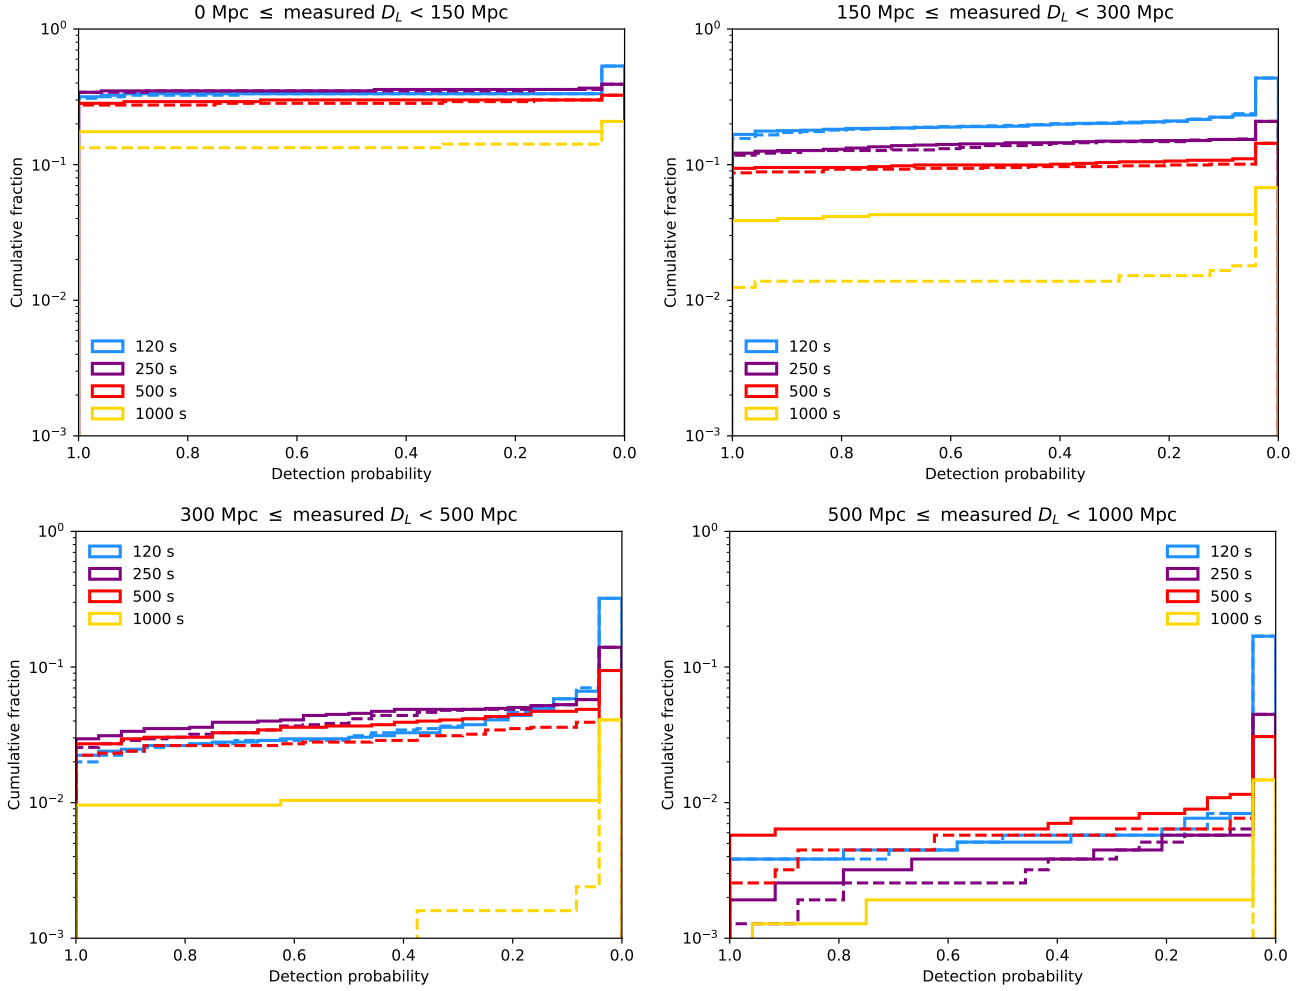 0 Mpc ≤ measured D_L < 150 Mpc
10^0
10^-1
10^-2
10^-3
Cumulative fraction
120 s
250 s
500 s
1000 s
1.0 0.8 0.6 0.4 0.2 0.0
Detection probability
150 Mpc ≤ measured D_L < 300 Mpc
10^0
10^-1
10^-2
10^-3
Cumulative fraction
120 s
250 s
500 s
1000 s
1.0 0.8 0.6 0.4 0.2 0.0
Detection probability
300 Mpc ≤ measured D_L < 500 Mpc
10^0
10^-1
10^-2
10^-3
Cumulative fraction
120 s
250 s
500 s
1000 s
1.0 0.8 0.6 0.4 0.2 0.0
Detection probability
500 Mpc ≤ measured D_L < 1000 Mpc
10^0
10^-1
10^-2
10^-3
Cumulative fraction
120 s
250 s
500 s
1000 s
1.0 0.8 0.6 0.4 0.2 0.0
Detection probability